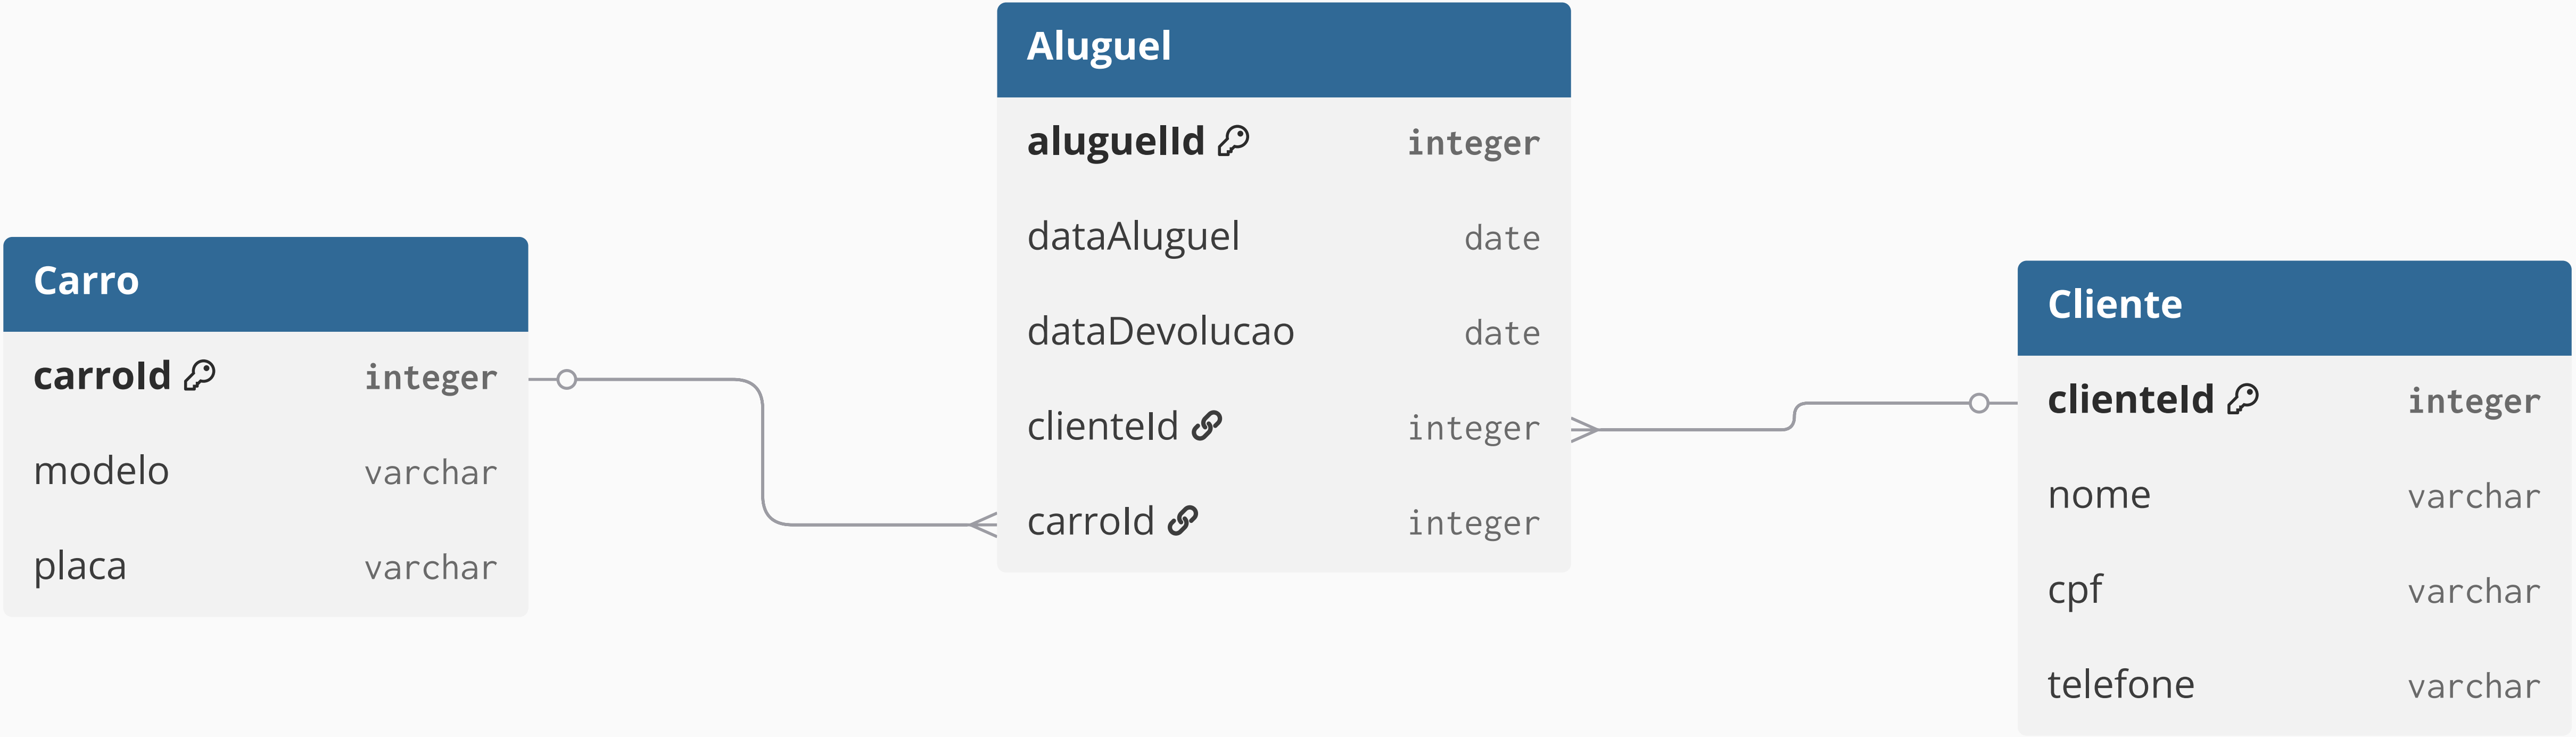 Carro
carroId integer
modelo varchar
placa varchar
Aluguel
aluguelId integer
dataAluguel date
dataDevolucao date
clienteId integer
carroId integer
Cliente
clienteId integer
nome varchar
cpf varchar
telefone varchar